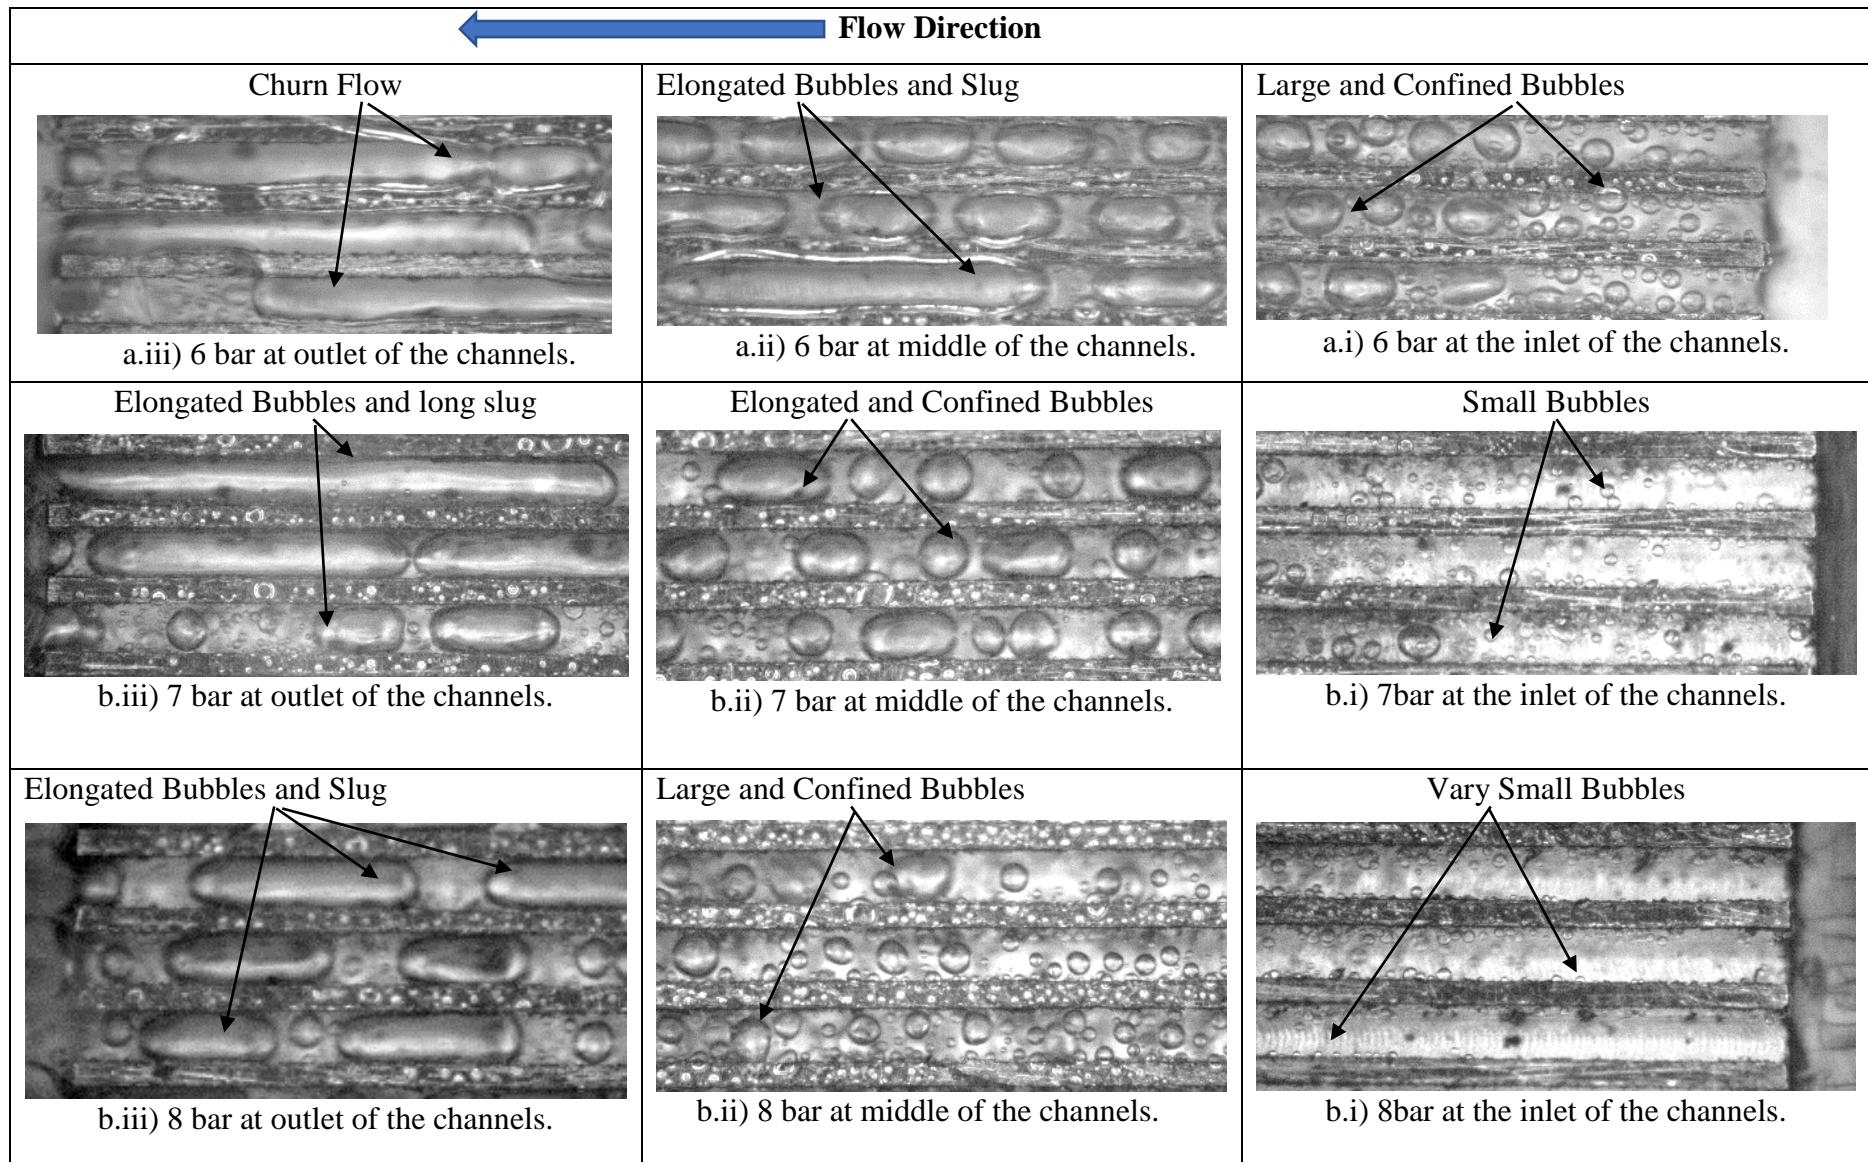 Flow Direction
Churn Flow
Elongated Bubbles and Slug
Large and Confined Bubbles
a.iii) 6 bar at outlet of the channels.
a.ii) 6 bar at middle of the channels.
a.i) 6 bar at the inlet of the channels.
Elongated Bubbles and long slug
Elongated and Confined Bubbles
Small Bubbles
b.iii) 7 bar at outlet of the channels.
b.ii) 7 bar at middle of the channels.
b.i) 7bar at the inlet of the channels.
Elongated Bubbles and Slug
Large and Confined Bubbles
Vary Small Bubbles
b.iii) 8 bar at outlet of the channels.
b.ii) 8 bar at middle of the channels.
b.i) 8bar at the inlet of the channels.